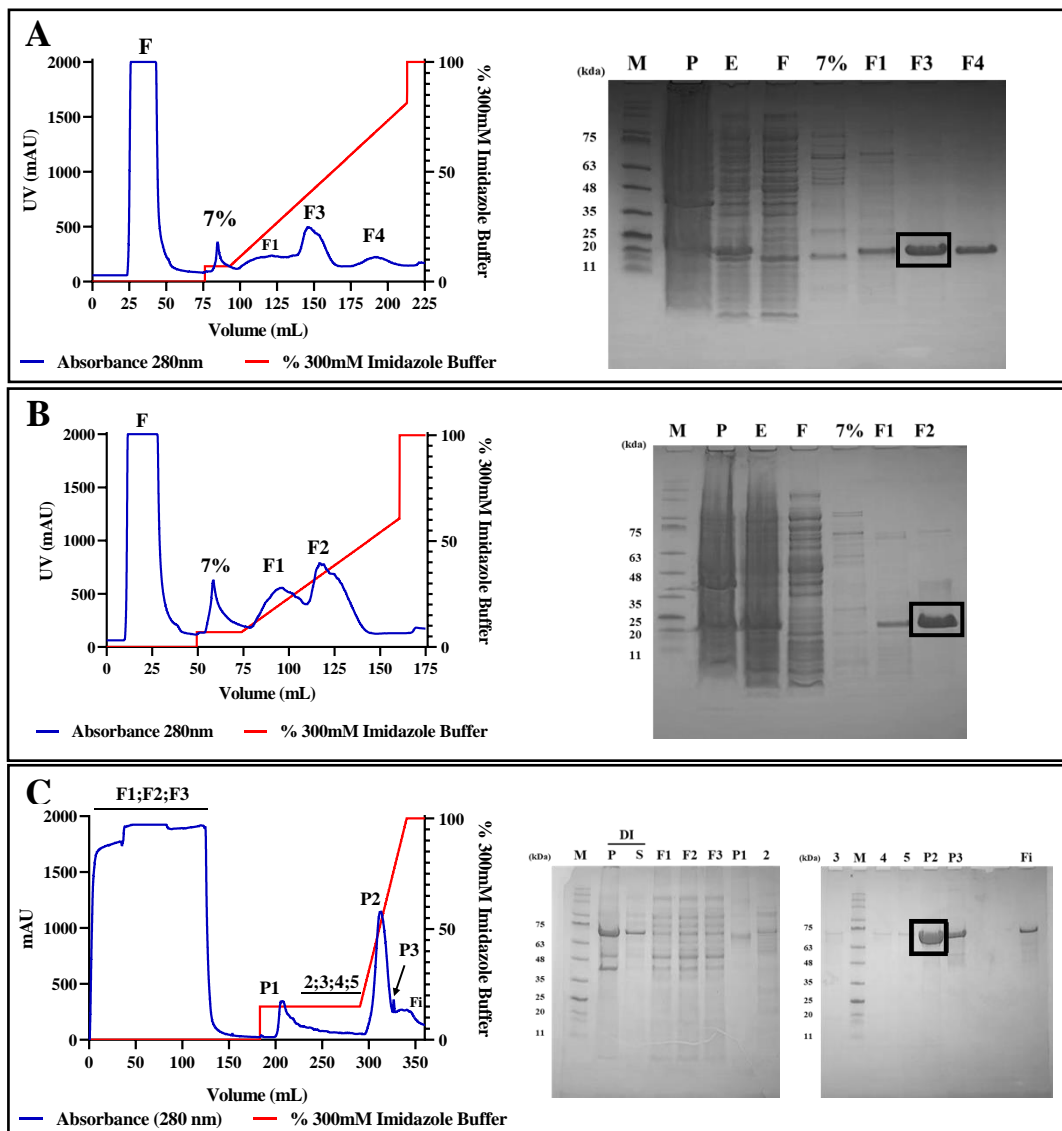 A
F
7%
F1
F3
F4
2000
1500
1000
500
0
100
50
0
0 25 50 75 100 125 150 175 200 225
UV (mAU)
Volume (mL)
% 300mM Imidazole Buffer
Absorbance 280nm % 300mM Imidazole Buffer
M P E F 7% F1 F3 F4
(kda)
75
63
48
35
25
20
11
B
F
7%
F1
F2
2000
1500
1000
500
0
100
50
0
0 25 50 75 100 125 150 175
UV (mAU)
Volume (mL)
% 300mM Imidazole Buffer
Absorbance 280nm % 300mM Imidazole Buffer
M P E F 7% F1 F2
(kda)
75
63
48
35
25
20
11
C
F1;F2;F3
P1
2;3;4;5
P2
P3
Fi
2000
1500
1000
500
0
100
50
0
0 50 100 150 200 250 300 350
mAU
Volume (mL)
% 300mM Imidazole Buffer
Absorbance (280 nm) % 300mM Imidazole Buffer
DI
(kDa) M P S F1 F2 F3 P1 2
75
63
48
35
25
20
11
(kDa) 3 M 4 5 P2 P3 Fi
75
63
48
35
25
20
11